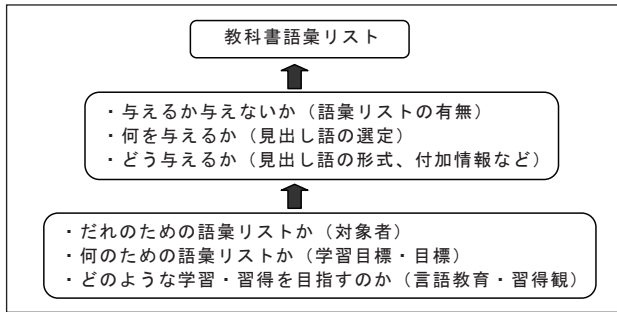 教科書語彙リスト
・与えるか与えないか（語彙リストの有無）
・何を与えるか（見出し語の選定）
・どう与えるか（見出し語の形式、付加情報など）
・だれのための語彙リストか（対象者）
・何のための語彙リストか（学習目標・目標）
・どのような学習・習得を目指すのか（言語教育・習得観）